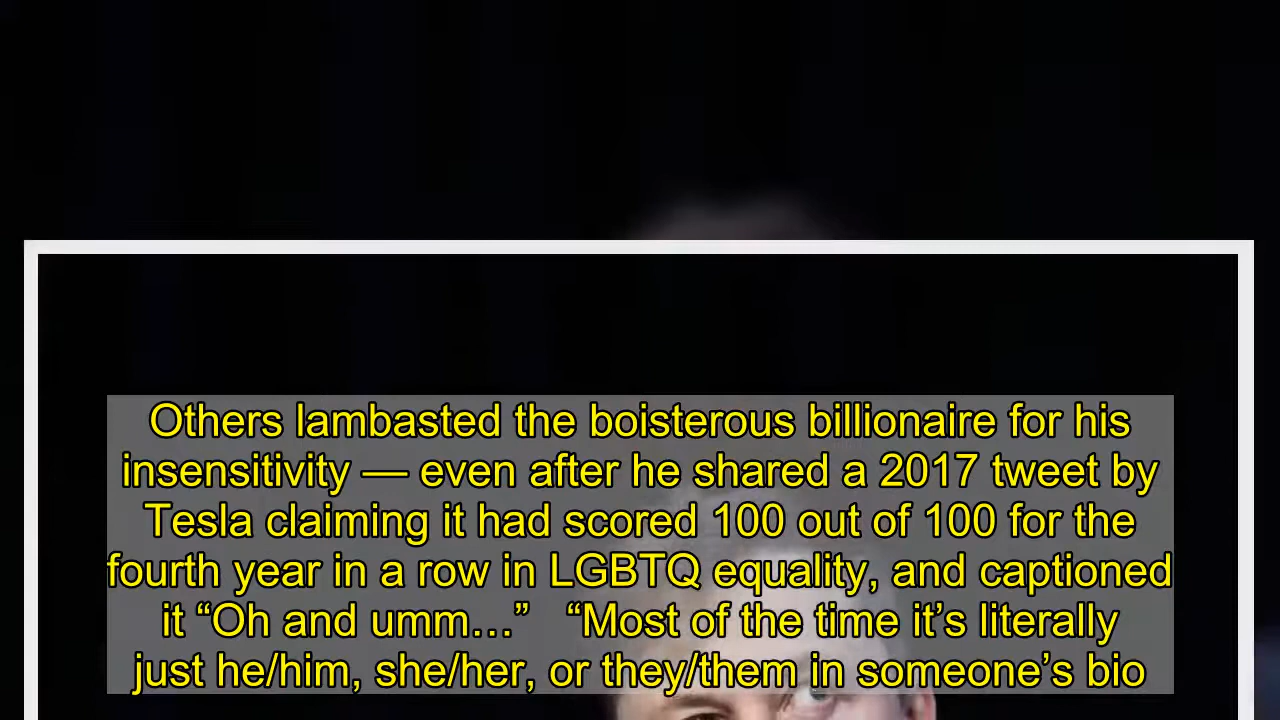 Others lambasted the boisterous billionaire for his
insensitivity — even after he shared a 2017 tweet by
Tesla claiming it had scored 100 out of 100 for the
fourth year in a row in LGBTQ equality, and captioned
it “Oh and umm…” “Most of the time it’s literally
just he/him, she/her, or they/them in someone’s bio